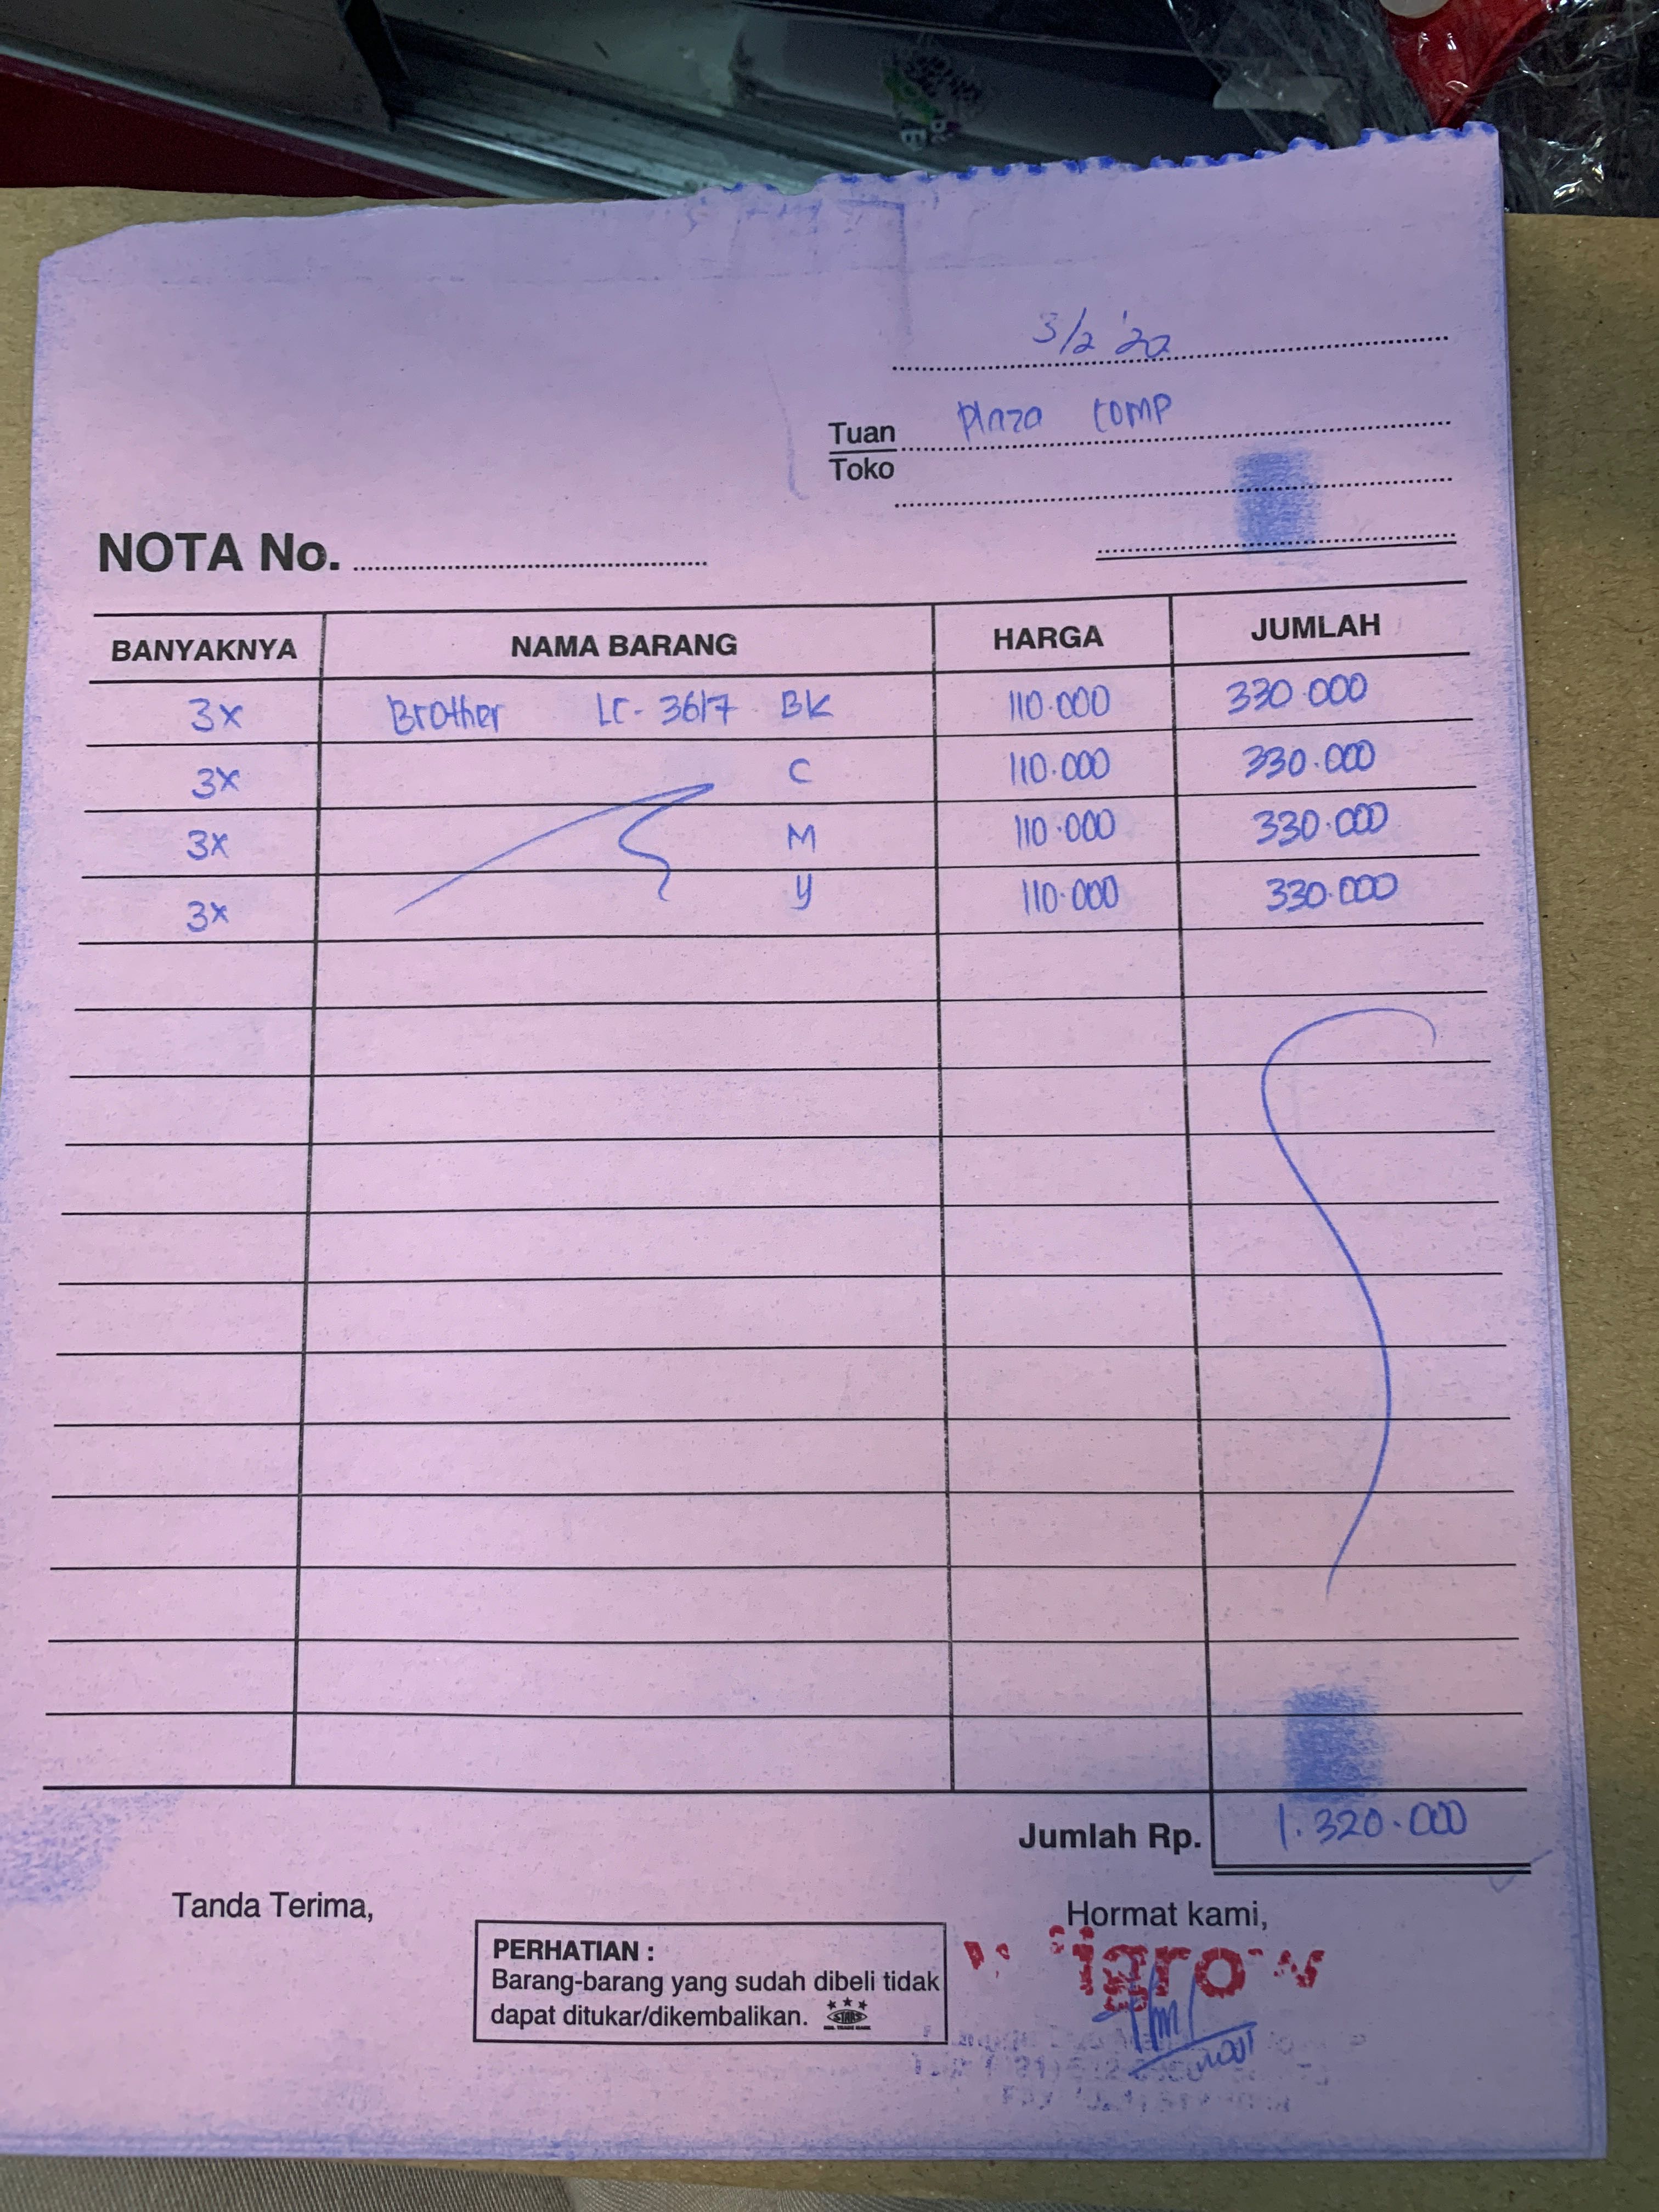 3/2 '22
Tuan Plaza Comp
Toko
NOTA No.
BANYAKNYA NAMA BARANG HARGA JUMLAH
3x Brother LC-3617 BK 110.000 330.000
3x C 110.000 330.000
3x M 110.000 330.000
3x Y 110.000 330.000
Jumlah Rp. 1.320.000
Tanda Terima, Hormat kami,
PERHATIAN :
Barang-barang yang sudah dibeli tidak
dapat ditukar/dikembalikan.
STARS